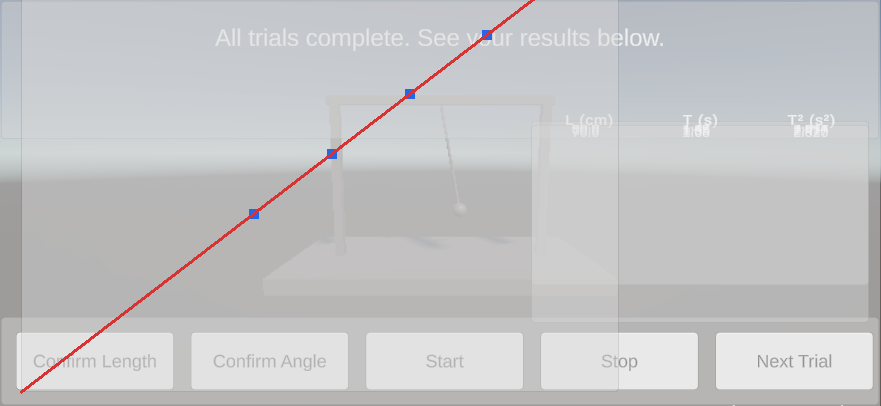 All trials complete. See your results below.
L (cm) T (s) T² (s²)
Confirm Length Confirm Angle Start Stop Next Trial